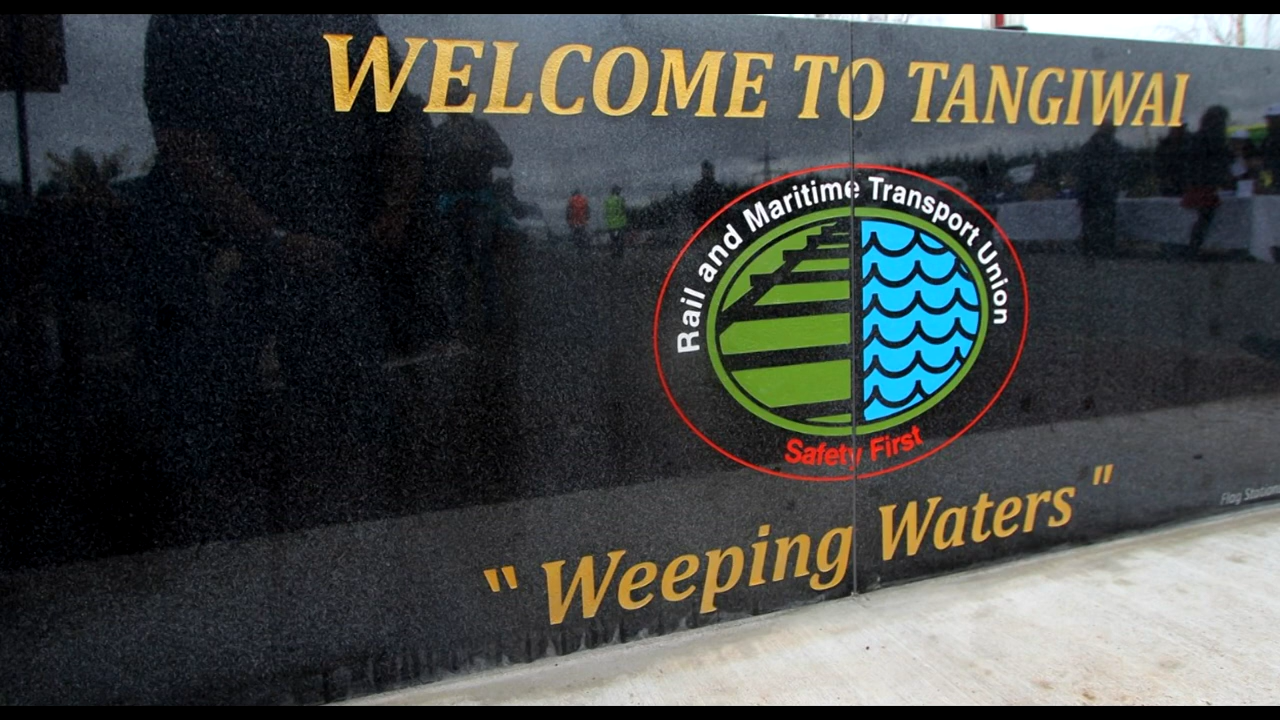 WELCOME TO TANGIWAI
Rail and Maritime Transport Union
Safety First
"Weeping Waters"